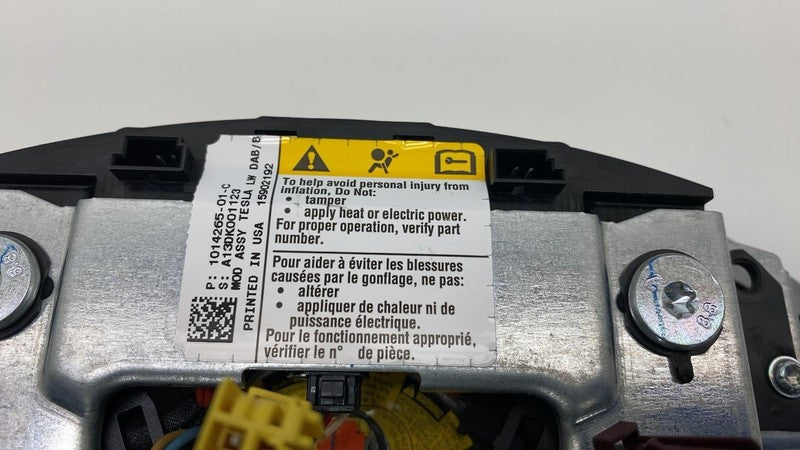 P: 1014265-01-C
S: A13DK001123
MOD ASSY TESLA LW DAB/B
PRINTED IN USA 15902192
To help avoid personal injury from
inflation, Do Not:
• tamper
• apply heat or electric power.
For proper operation, verify part
number.
Pour aider à éviter les blessures
causées par le gonflage, ne pas:
• altérer
• appliquer de chaleur ni de
puissance électrique.
Pour le fonctionnement approprié,
vérifier le n° de pièce.